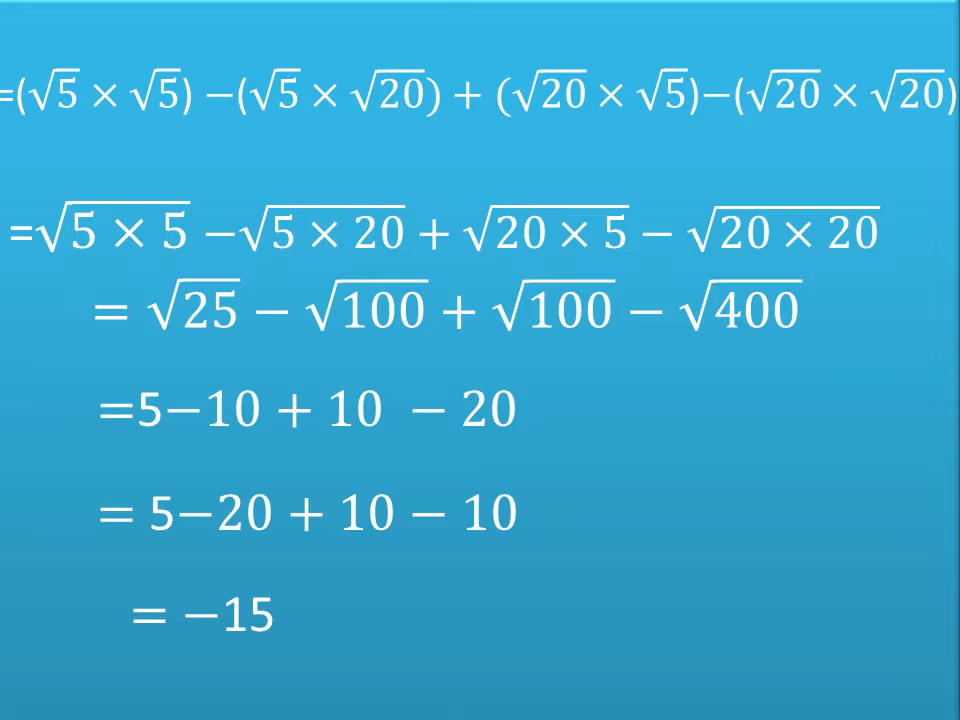 =(√5 × √5) −(√5 × √20) + (√20 × √5)−(√20 × √20)
=√(5 × 5) −√(5 × 20) + √(20 × 5) − √(20 × 20)
= √25 − √100 + √100 − √400
=5−10 + 10 − 20
= 5−20 + 10 − 10
= −15